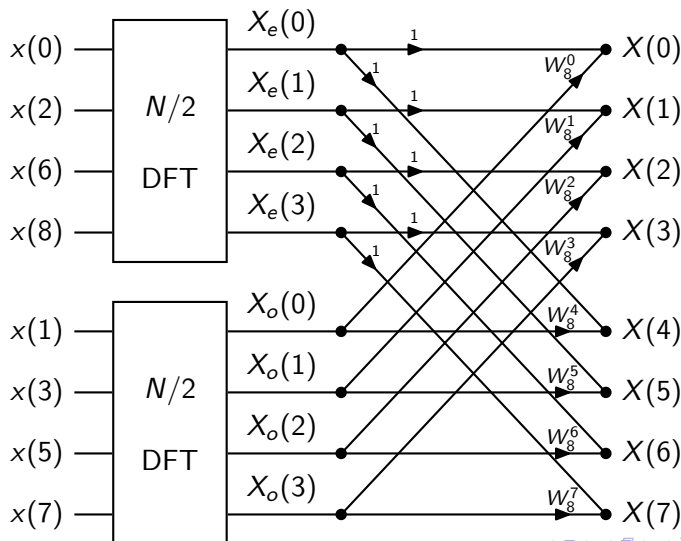 x(0) X_e(0) 1 W_8^0 X(0)
1
x(2) N/2 X_e(1) 1 W_8^1 X(1)
1
x(6) DFT X_e(2) 1 W_8^2 X(2)
1
x(8) X_e(3) 1 W_8^3 X(3)
1
x(1) X_o(0) W_8^4 X(4)
x(3) N/2 X_o(1) W_8^5 X(5)
x(5) DFT X_o(2) W_8^6 X(6)
x(7) X_o(3) W_8^7 X(7)